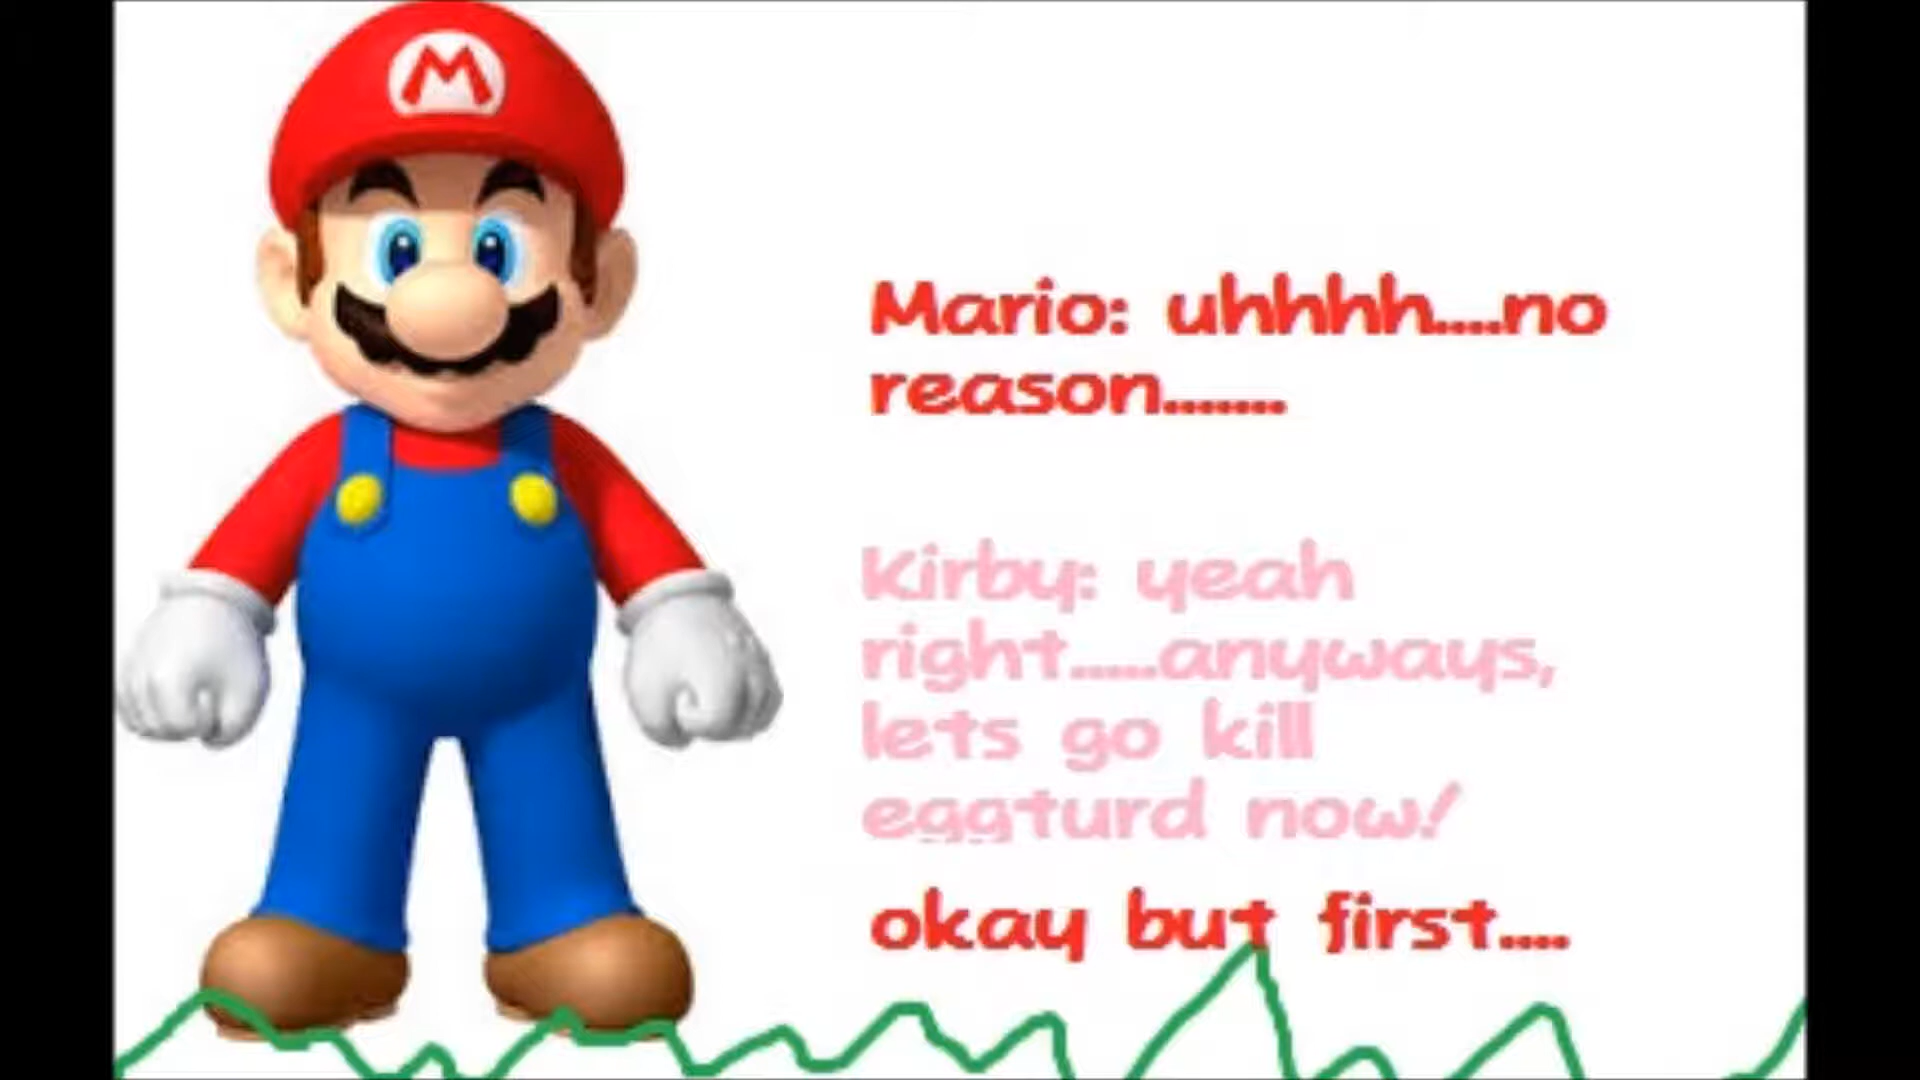 M
Mario: uhhhh....no
reason.......
Kirby: yeah
right.....anyways,
lets go kill
eggturd now!
okay but first....